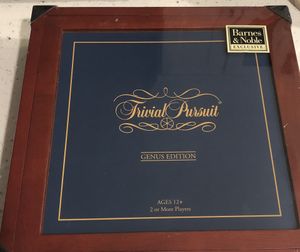 Barnes
& Noble
EXCLUSIVE
Trivial Pursuit
GENUS EDITION
AGES 12+
2 or More Players